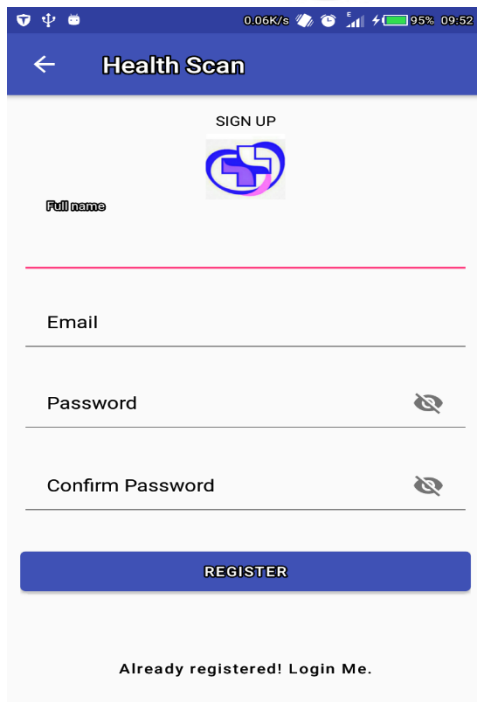 0.06K/s E 95% 09:52
Health Scan
SIGN UP
Full name
Email
Password
Confirm Password
REGISTER
Already registered! Login Me.